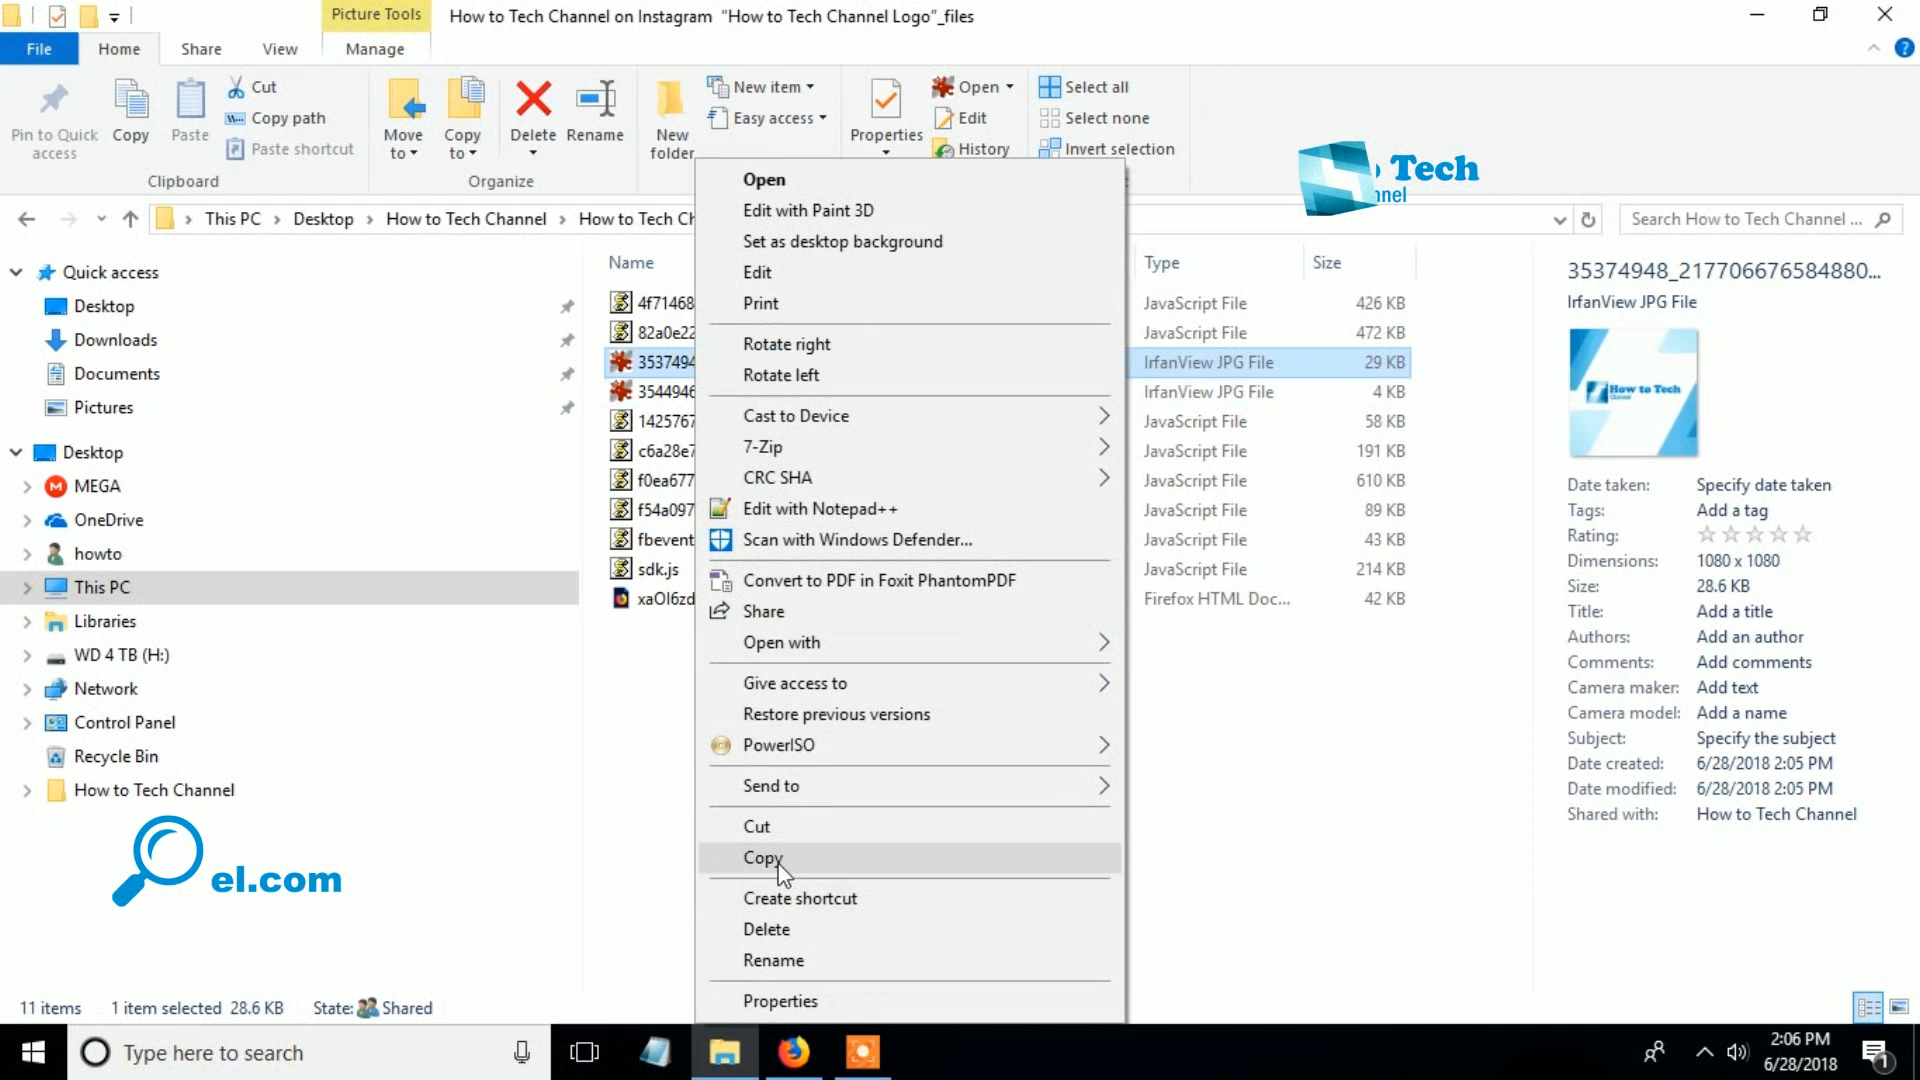 Picture Tools
How to Tech Channel on Instagram “How to Tech Channel Logo”_files
File
Home
Share
View
Manage
Pin to Quick access
Copy
Paste
Cut
Copy path
Paste shortcut
Clipboard
Move to
Copy to
Delete
Rename
Organize
New folder
New item
Easy access
Properties
Open
Edit
History
Select all
Select none
Invert selection
Tech
This PC
Desktop
How to Tech Channel
How to Tech Ch
Search How to Tech Channel ...
Quick access
Desktop
Downloads
Documents
Pictures
Desktop
MEGA
OneDrive
howto
This PC
Libraries
WD 4 TB (H:)
Network
Control Panel
Recycle Bin
How to Tech Channel
el.com
Name
Type
Size
4f71468
JavaScript File
426 KB
82a0e22
JavaScript File
472 KB
3537494
IrfanView JPG File
29 KB
3544946
IrfanView JPG File
4 KB
1425767
JavaScript File
58 KB
c6a28e7
JavaScript File
191 KB
f0ea677
JavaScript File
610 KB
f54a097
JavaScript File
89 KB
fbevent
JavaScript File
43 KB
sdk.js
JavaScript File
214 KB
xaOl6zd
Firefox HTML Doc...
42 KB
Open
Edit with Paint 3D
Set as desktop background
Edit
Print
Rotate right
Rotate left
Cast to Device
7-Zip
CRC SHA
Edit with Notepad++
Scan with Windows Defender...
Convert to PDF in Foxit PhantomPDF
Share
Open with
Give access to
Restore previous versions
PowerISO
Send to
Cut
Copy
Create shortcut
Delete
Rename
Properties
35374948_217706676584880...
IrfanView JPG File
How to Tech
Channel
Date taken: Specify date taken
Tags: Add a tag
Rating:
Dimensions: 1080 x 1080
Size: 28.6 KB
Title: Add a title
Authors: Add an author
Comments: Add comments
Camera maker: Add text
Camera model: Add a name
Subject: Specify the subject
Date created: 6/28/2018 2:05 PM
Date modified: 6/28/2018 2:05 PM
Shared with: How to Tech Channel
11 items
1 item selected 28.6 KB
State: Shared
Type here to search
2:06 PM
6/28/2018
1